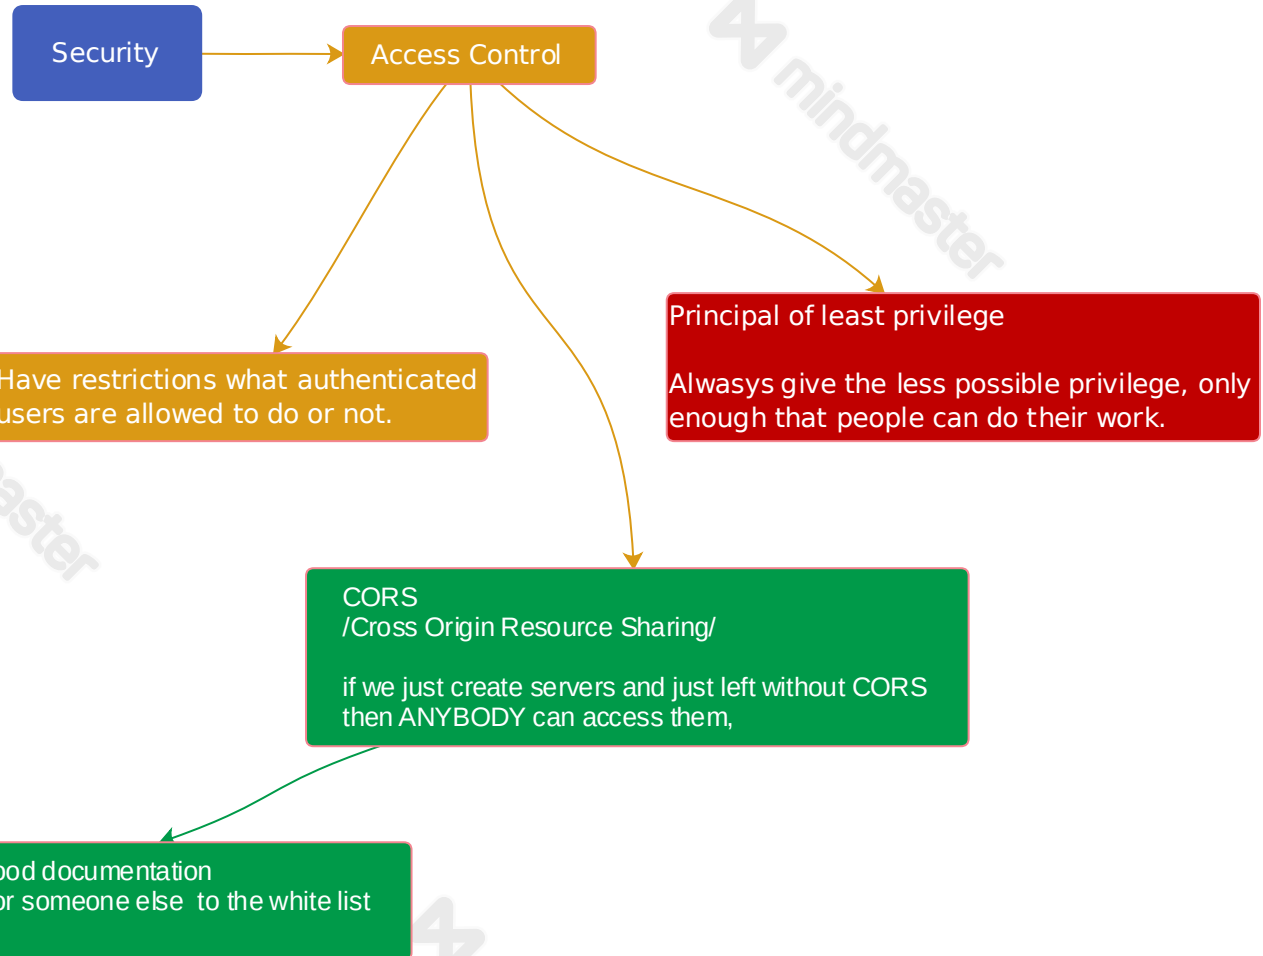 Security
Access Control
mindmaster
Principal of least privilege
Alwasys give the less possible privilege, only
enough that people can do their work.
Have restrictions what authenticated
users are allowed to do or not.
CORS
/Cross Origin Resource Sharing/
if we just create servers and just left without CORS
then ANYBODY can access them,
documentation
someone else to the white list